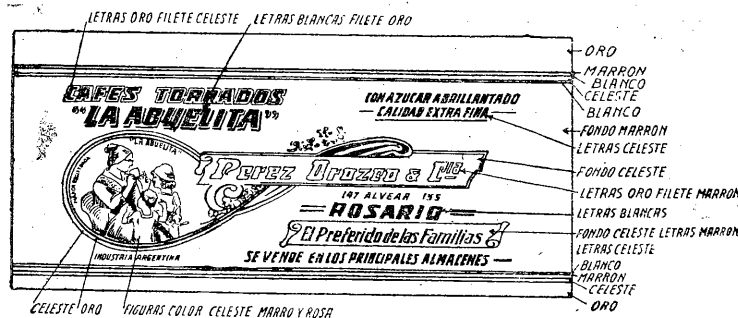 LETRAS ORO FILETE CELESTE
LETRAS BLANCAS FILETE ORO
ORO
MARRON
BLANCO
CELESTE
BLANCO
CAFES TORRADOS
"LA ABUELITA"
CON AZUCAR ABRILLANTADO
— CALIDAD EXTRA FINA —
FONDO MARRON
LETRAS CELESTE
"LA ABUELITA"
Perez Orozco & Cia
FONDO CELESTE
LETRAS ORO FILETE MARRON
147 ALVEAR 155
ROSARIO
LETRAS BLANCAS
El Preferido de las Familias
FONDO CELESTE LETRAS MARRON
INDUSTRIA ARGENTINA
SE VENDE EN LOS PRINCIPALES ALMACENES —
LETRAS CELESTE
BLANCO
MARRON
CELESTE
ORO
CELESTE ORO
FIGURAS COLOR CELESTE MARRO Y ROSA